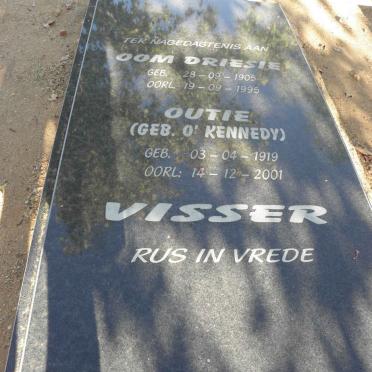 TER NAGEDAGTENIS AAN
OOM DRIESIE
GEB. 28-09-1905
OORL. 19-09-1995
OUTIE
(GEB. O' KENNEDY)
GEB. 03-04-1919
OORL: 14-12-2001
VISSER
RUS IN VREDE